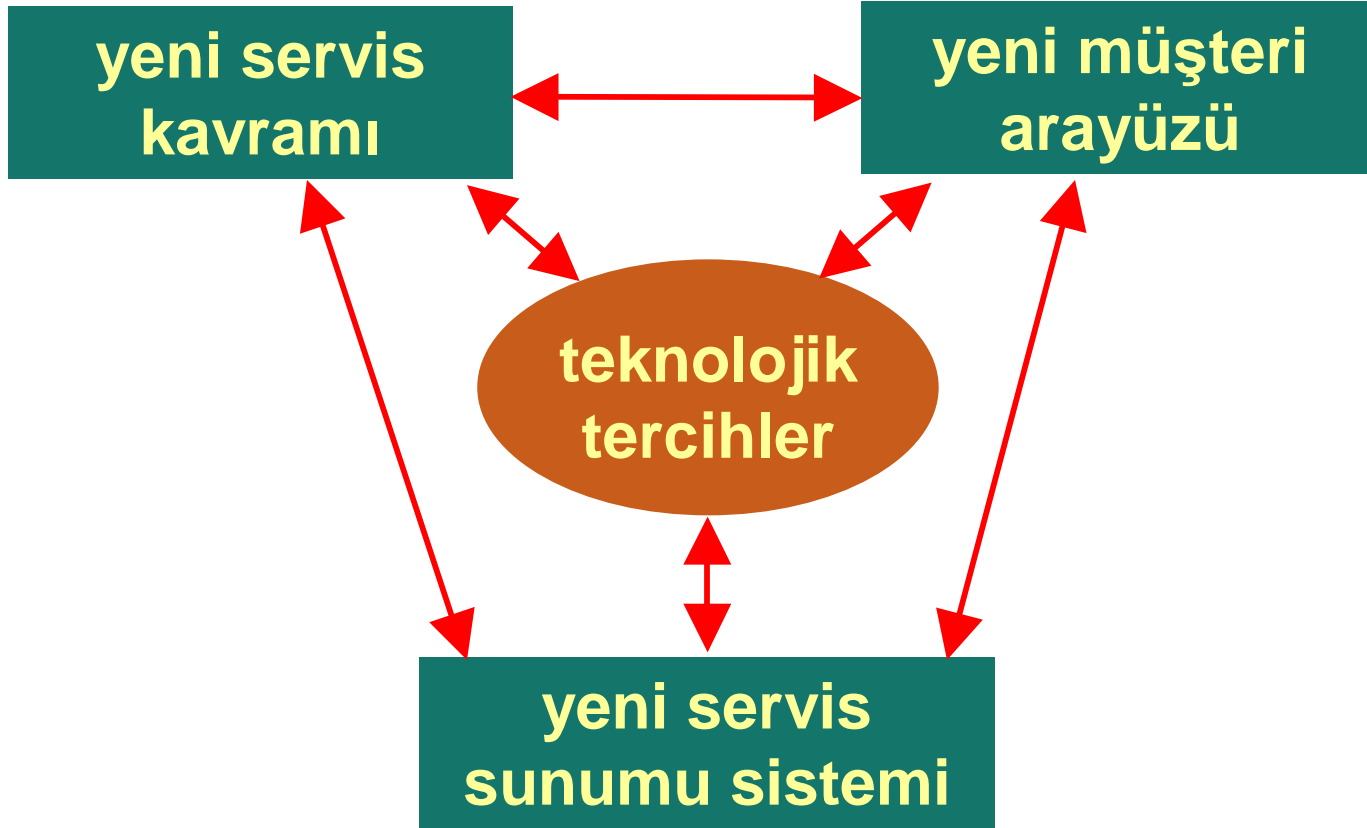 yeni servis
kavramı
yeni müşteri
arayüzü
teknolojik
tercihler
yeni servis
sunumu sistemi